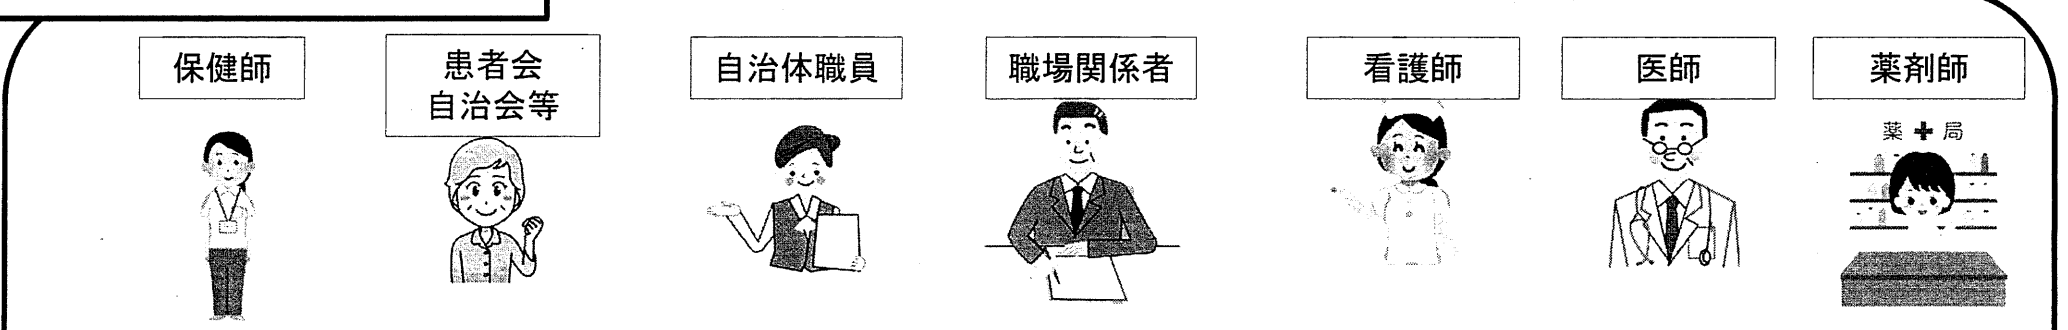 保健師
患者会
自治会等
自治体職員
職場関係者
看護師
医師
薬剤師
薬 局